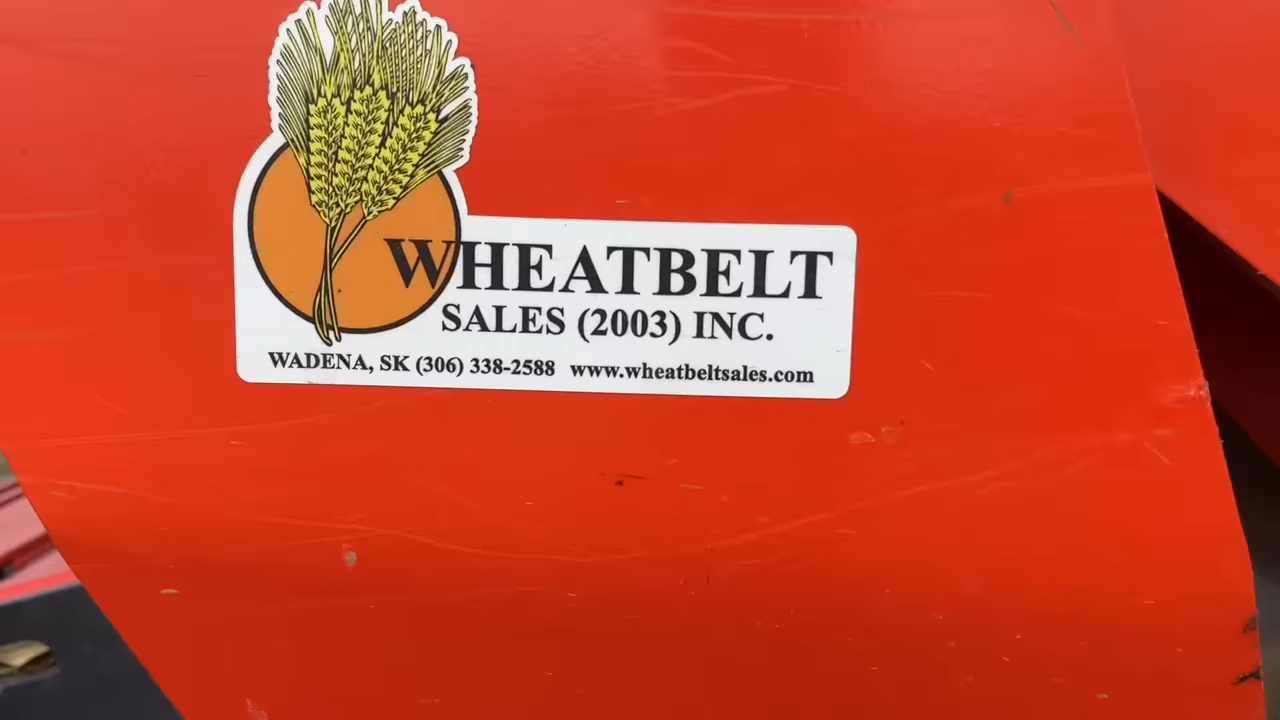 WHEATBELT
SALES (2003) INC.
WADENA, SK (306) 338-2588 www.wheatbeltsales.com